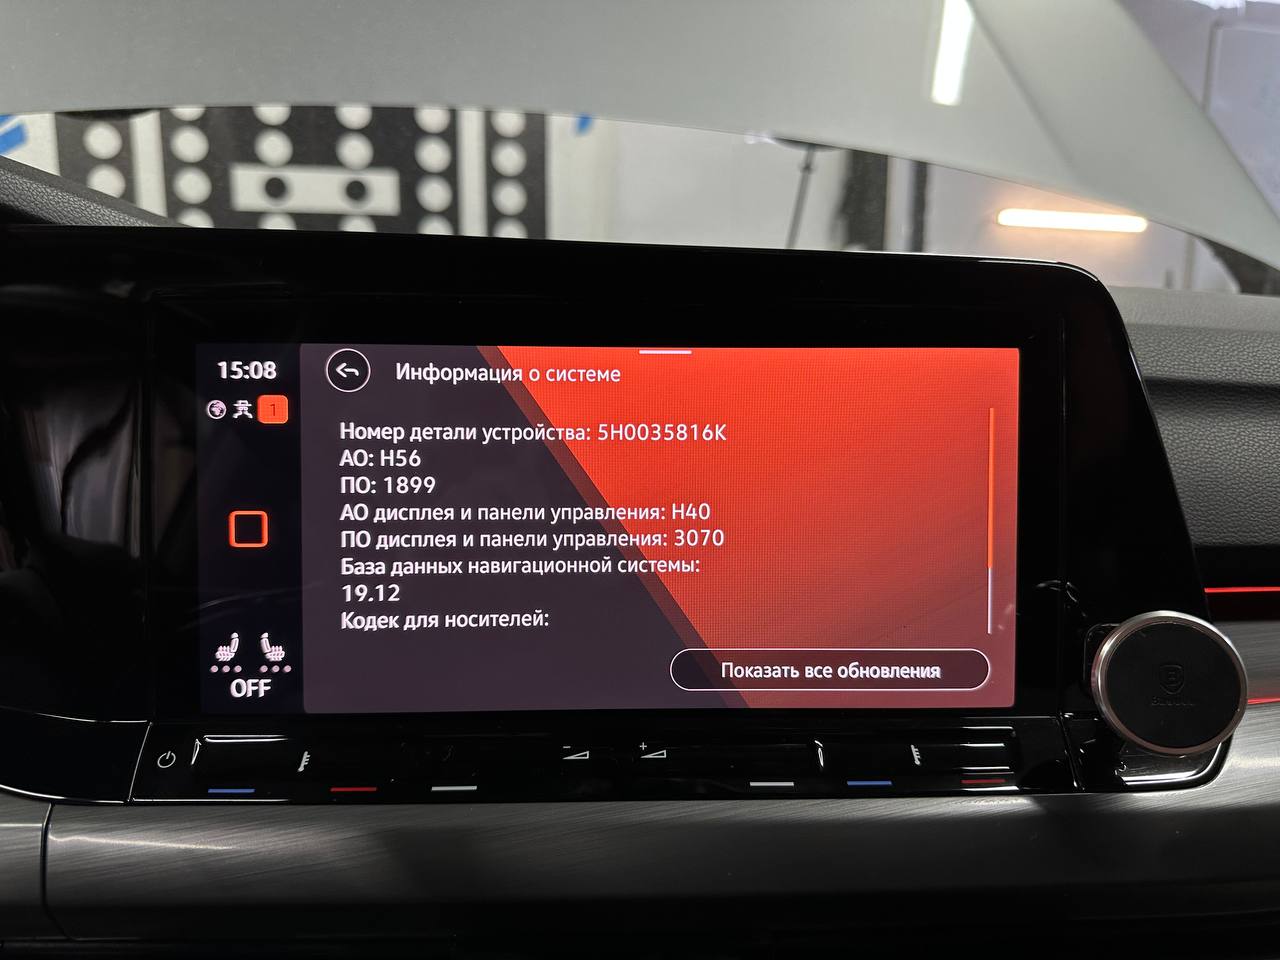 15:08
Информация о системе
1
Номер детали устройства: 5H0035816K
АО: H56
ПО: 1899
АО дисплея и панели управления: H40
ПО дисплея и панели управления: 3070
База данных навигационной системы:
19.12
Кодек для носителей:
Показать все обновления
OFF